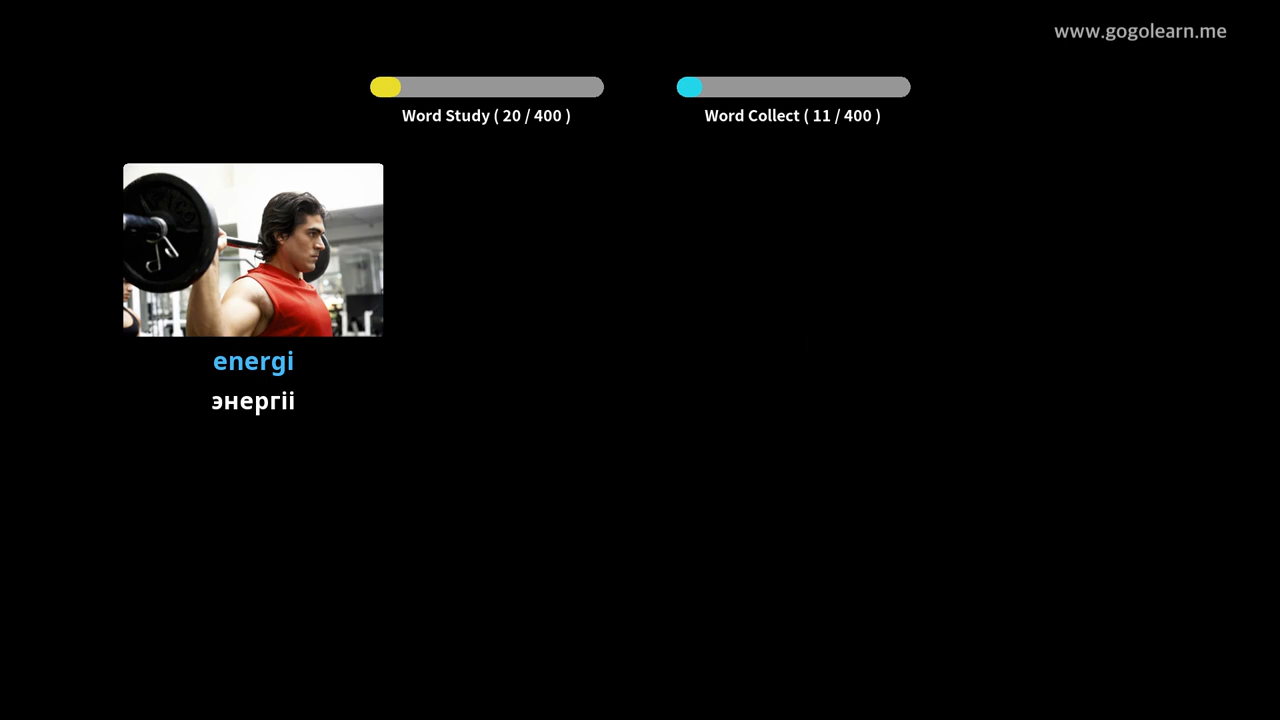 www.gogolearn.me
Word Study ( 20 / 400 )
Word Collect ( 11 / 400 )
energi
энергіі